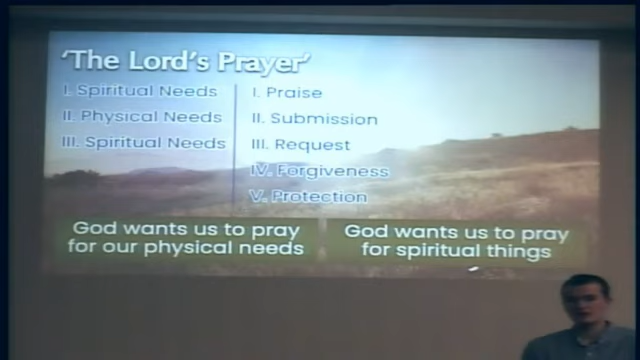 'The Lord's Prayer'
I. Spiritual Needs
II. Physical Needs
III. Spiritual Needs
I. Praise
II. Submission
III. Request
IV. Forgiveness
V. Protection
God wants us to pray
for our physical needs
God wants us to pray
for spiritual things